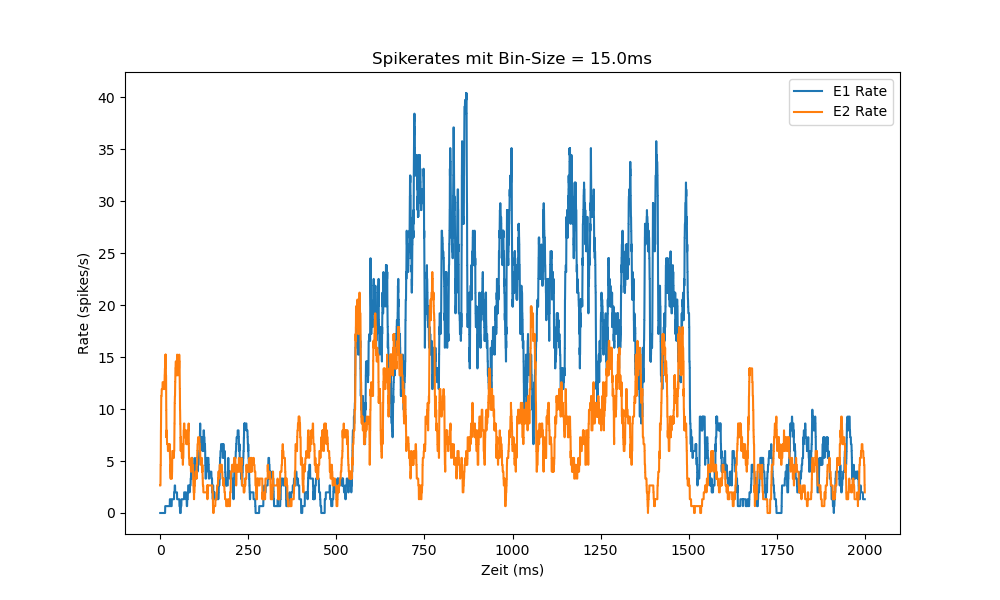 Spikerates mit Bin-Size = 15.0ms
E1 Rate
E2 Rate
40
35
30
25
20
15
10
5
0
Rate (spikes/s)
0 250 500 750 1000 1250 1500 1750 2000
Zeit (ms)